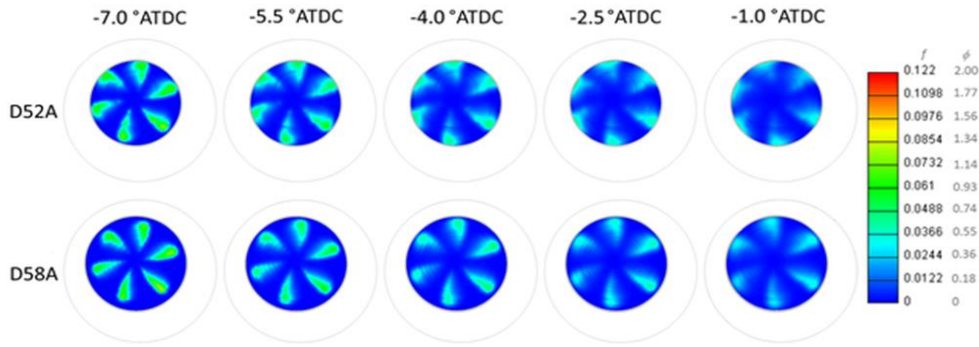 -7.0 °ATDC -5.5 °ATDC -4.0 °ATDC -2.5 °ATDC -1.0 °ATDC
D52A
D58A
f ϕ
0.122 2.00
0.1098 1.77
0.0976 1.56
0.0854 1.34
0.0732 1.14
0.061 0.93
0.0488 0.74
0.0366 0.55
0.0244 0.36
0.0122 0.18
0 0